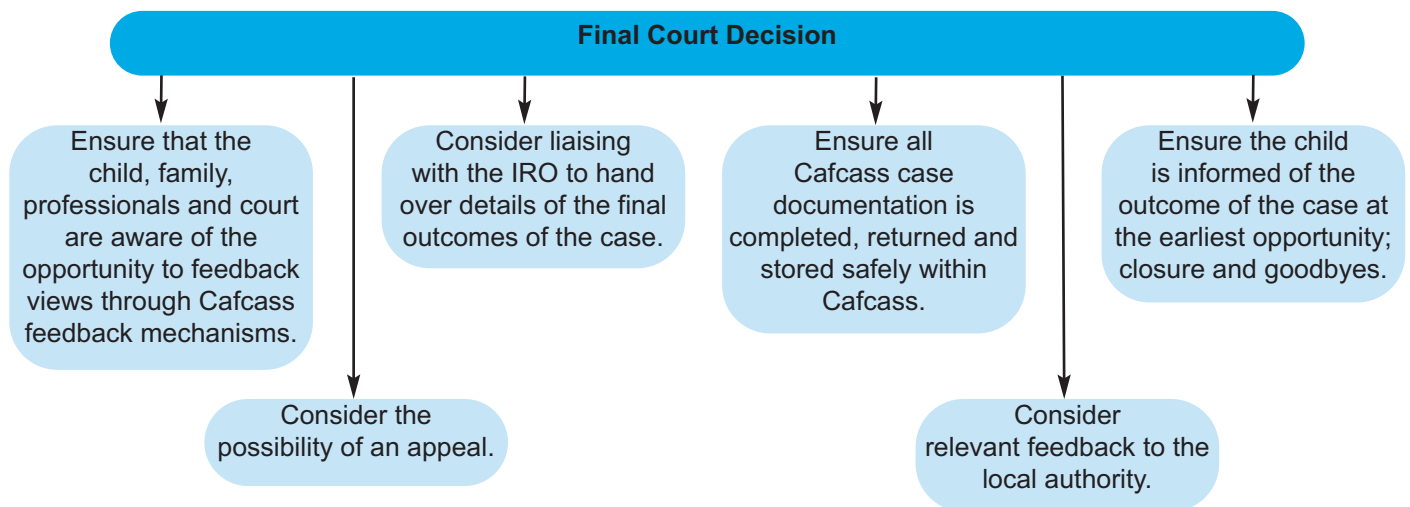 Final Court Decision
Ensure that the
child, family,
professionals and court
are aware of the
opportunity to feedback
views through Cafcass
feedback mechanisms.
Consider the
possibility of an appeal.
Consider liaising
with the IRO to hand
over details of the final
outcomes of the case.
Ensure all
Cafcass case
documentation is
completed, returned and
stored safely within
Cafcass.
Consider
relevant feedback to the
local authority.
Ensure the child
is informed of the
outcome of the case at
the earliest opportunity;
closure and goodbyes.